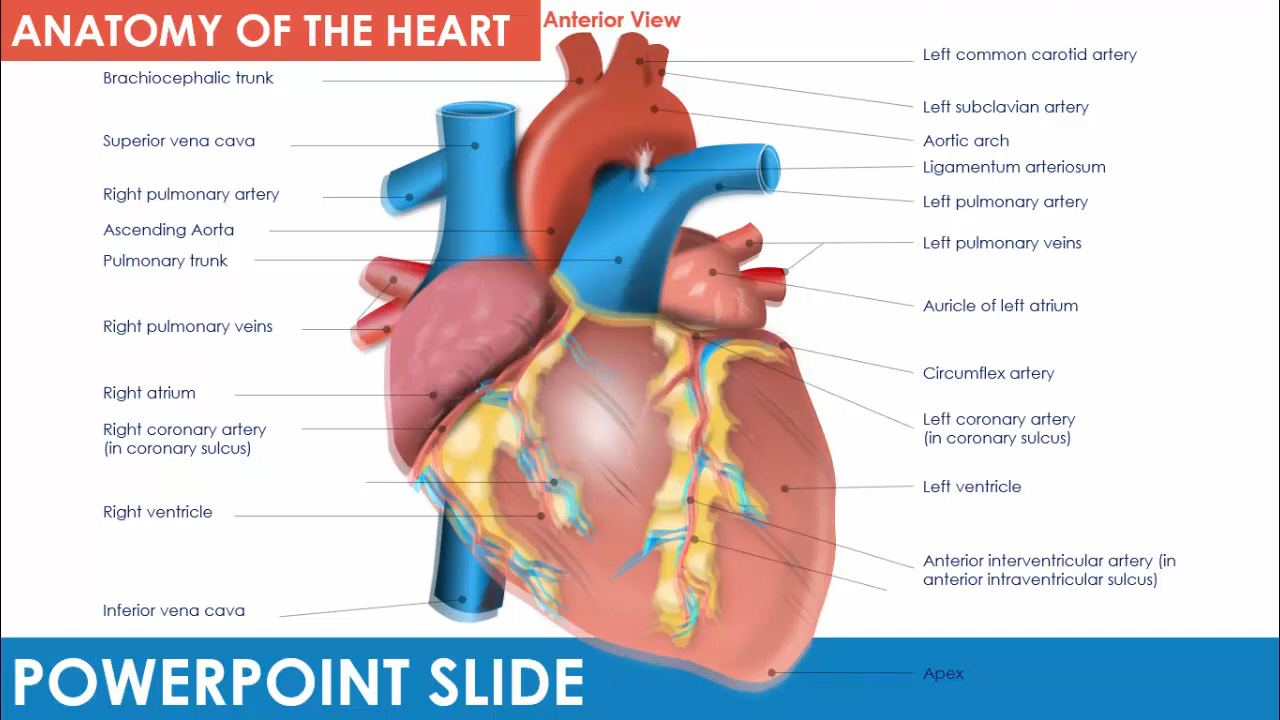 ANATOMY OF THE HEART
Anterior View
Brachiocephalic trunk
Superior vena cava
Right pulmonary artery
Ascending Aorta
Pulmonary trunk
Right pulmonary veins
Right atrium
Right coronary artery
(in coronary sulcus)
Right ventricle
Inferior vena cava
Left common carotid artery
Left subclavian artery
Aortic arch
Ligamentum arteriosum
Left pulmonary artery
Left pulmonary veins
Auricle of left atrium
Circumflex artery
Left coronary artery
(in coronary sulcus)
Left ventricle
Anterior interventricular artery (in
anterior intraventricular sulcus)
Apex
POWERPOINT SLIDE